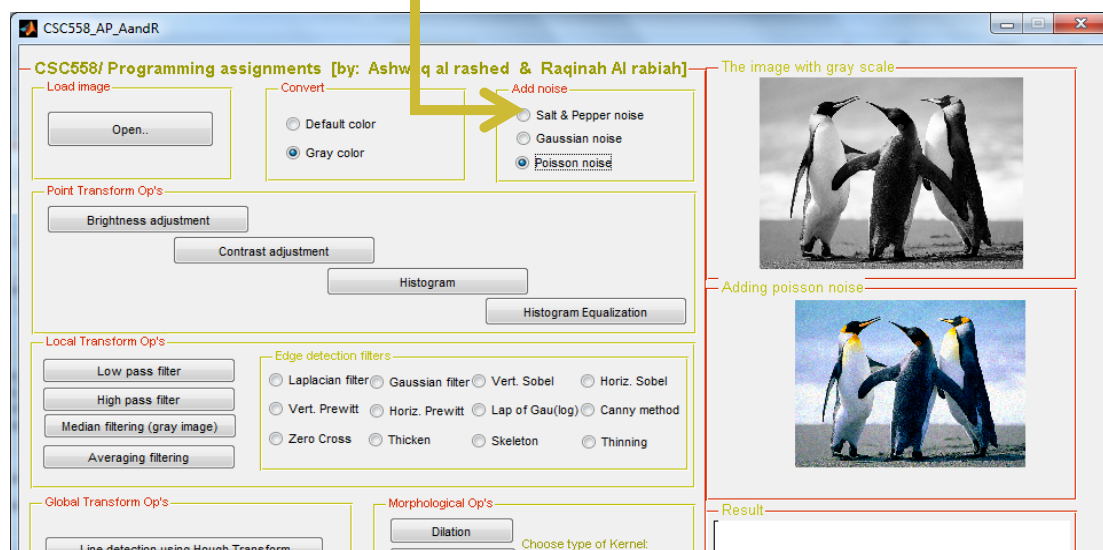 CSC558_AP_AandR
CSC558/ Programming assignments [by: q al rashed & Raqinah Al rabiah]
Load image
Open..
Convert
Default color
Gray color
Add noise
Salt & Pepper noise
Gaussian noise
Poisson noise
The image with gray scale
Point Transform Op's
Brightness adjustment
Contrast adjustment
Histogram
Histogram Equalization
Adding poisson noise
Local Transform Op's
Low pass filter
High pass filter
Median filtering (gray image)
Averaging filtering
Edge detection filters
Laplacian filter Gaussian filter Vert. Sobel Horiz. Sobel
Vert. Prewitt Horiz. Prewitt Lap of Gau(log) Canny method
Zero Cross Thicken Skeleton Thinning
Global Transform Op's
Line detection using Hough Transform
Morphological Op's
Dilation
Choose type of Kernel:
Result